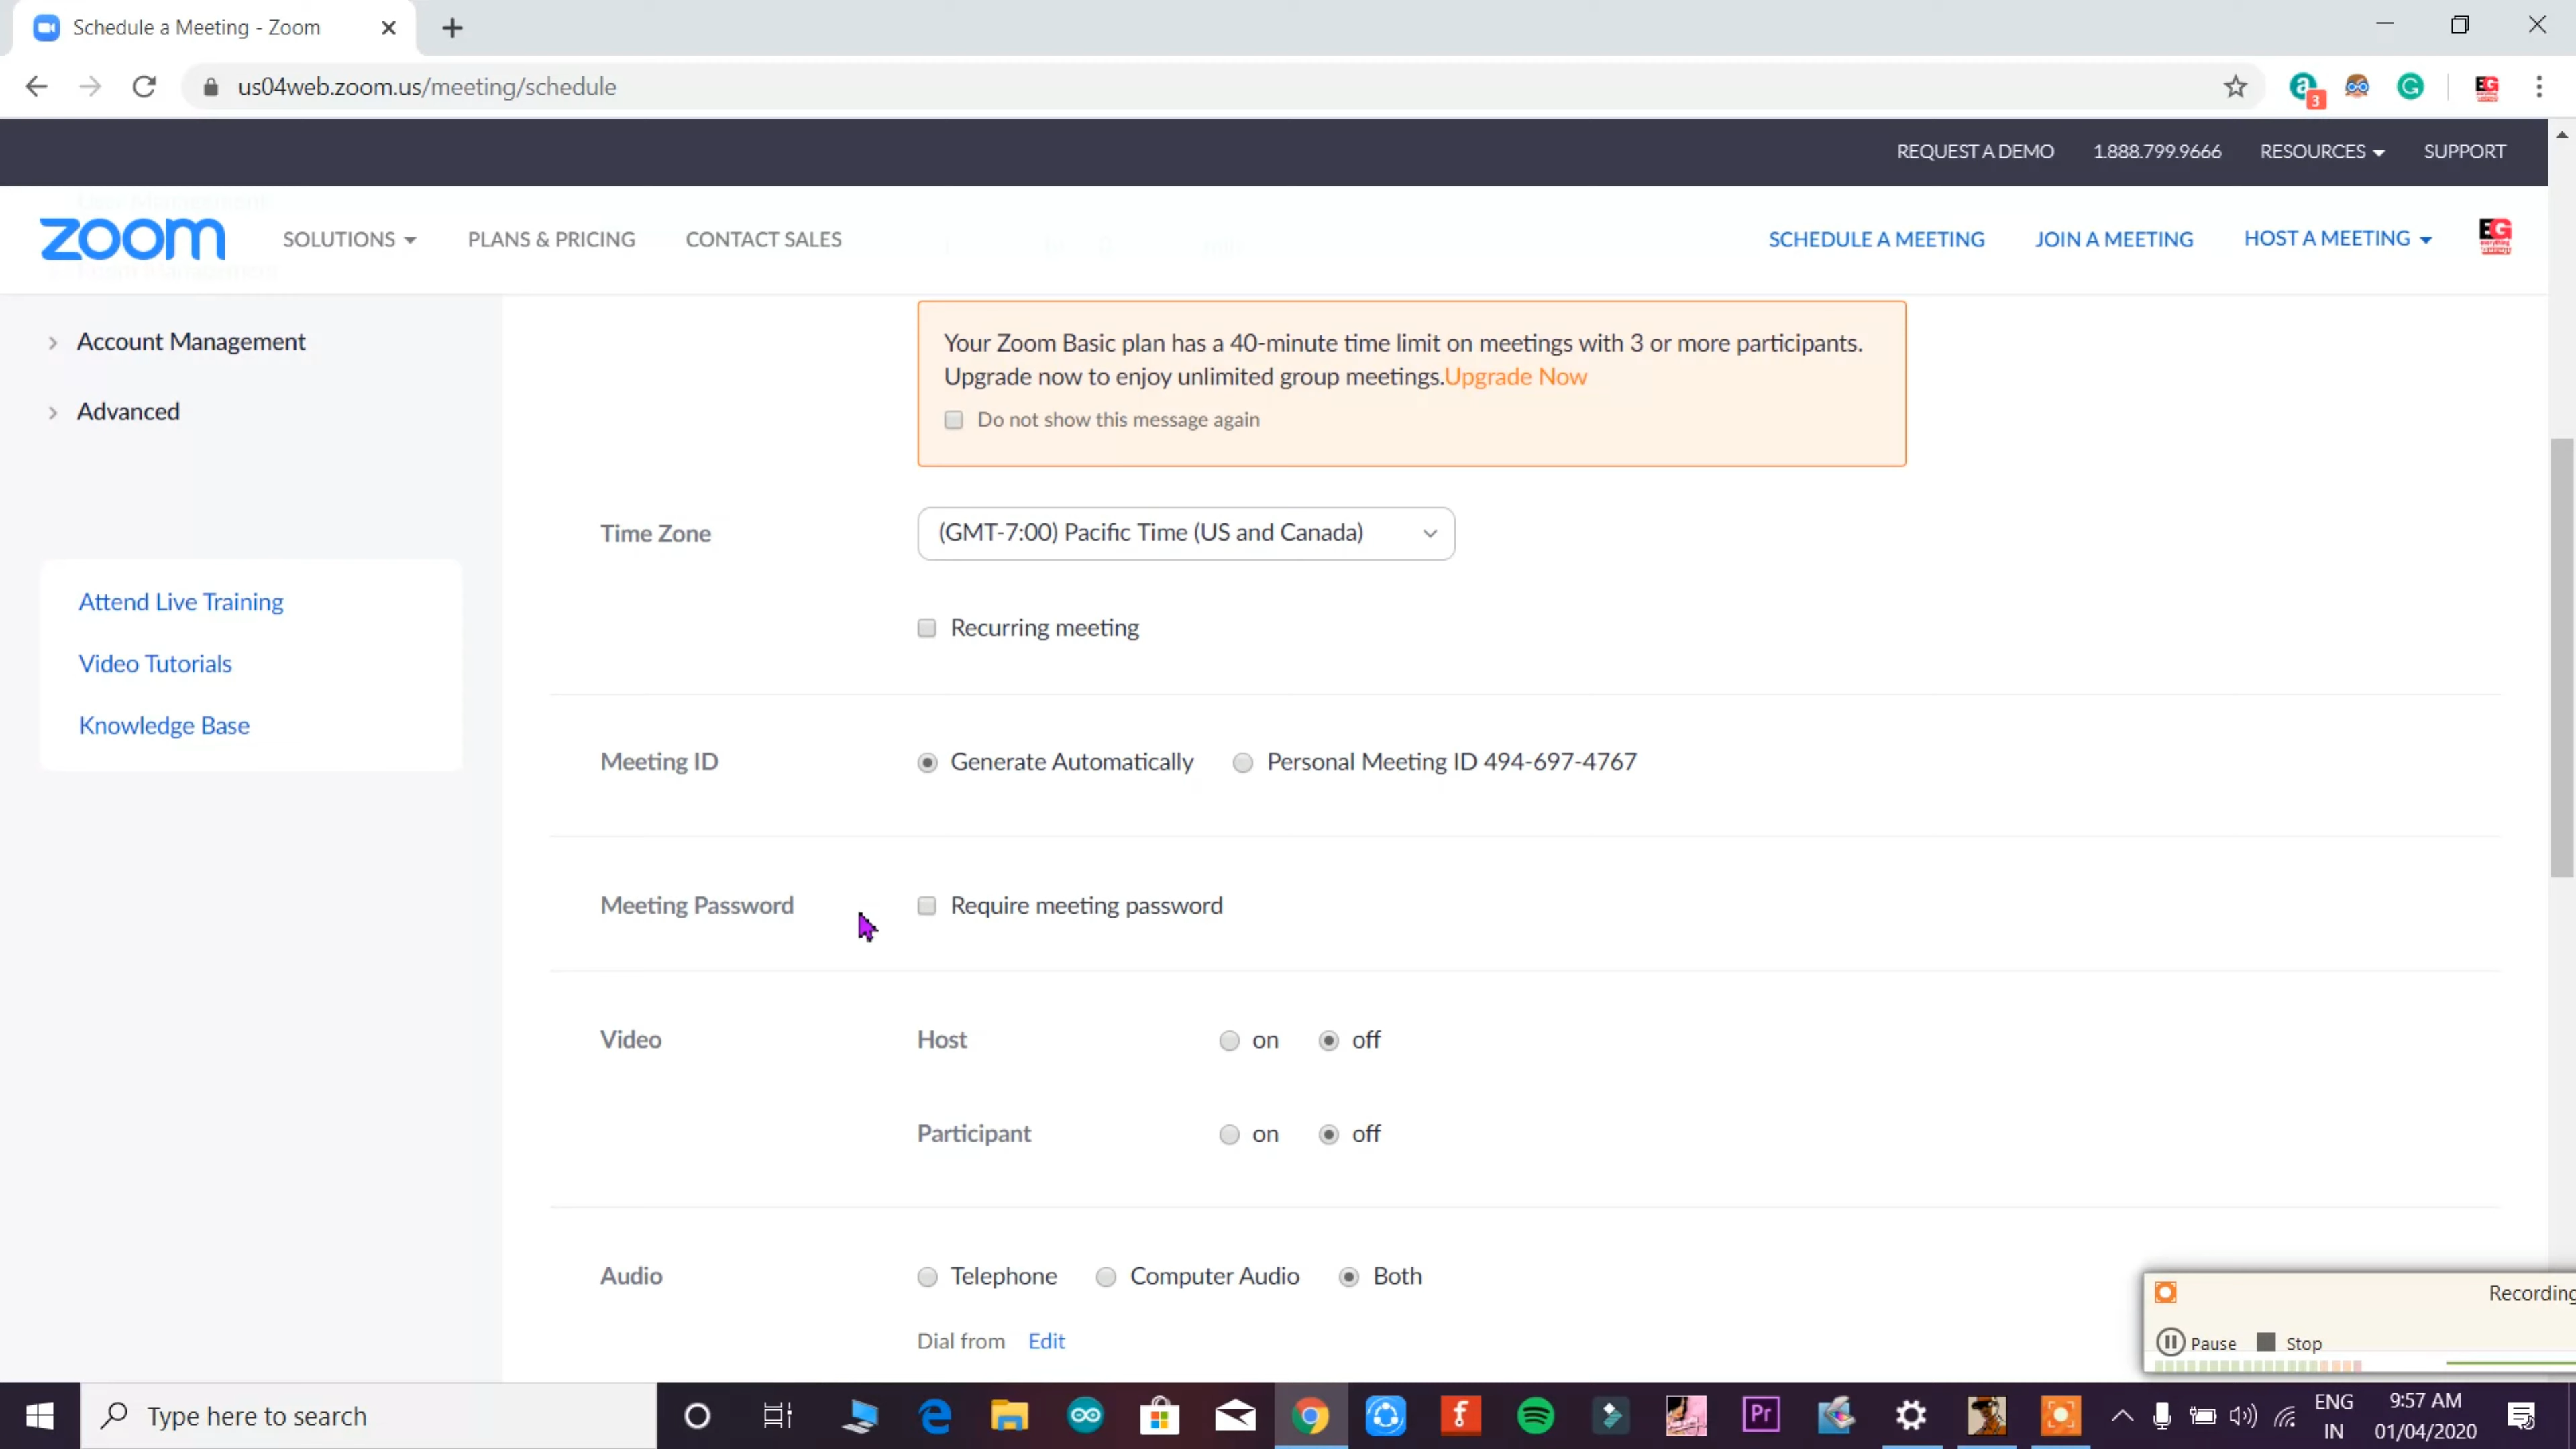 Schedule a Meeting - Zoom
us04web.zoom.us/meeting/schedule
3
REQUEST A DEMO 1.888.799.9666 RESOURCES SUPPORT
zoom SOLUTIONS PLANS & PRICING CONTACT SALES SCHEDULE A MEETING JOIN A MEETING HOST A MEETING EG
Account Management
Advanced
Attend Live Training
Video Tutorials
Knowledge Base
Your Zoom Basic plan has a 40-minute time limit on meetings with 3 or more participants.
Upgrade now to enjoy unlimited group meetings.Upgrade Now
Do not show this message again
Time Zone (GMT-7:00) Pacific Time (US and Canada)
Recurring meeting
Meeting ID Generate Automatically Personal Meeting ID 494-697-4767
Meeting Password Require meeting password
Video Host on off
Participant on off
Audio Telephone Computer Audio Both
Dial from Edit
Recording
Pause Stop
Type here to search
Pr
ENG
IN
9:57 AM
01/04/2020